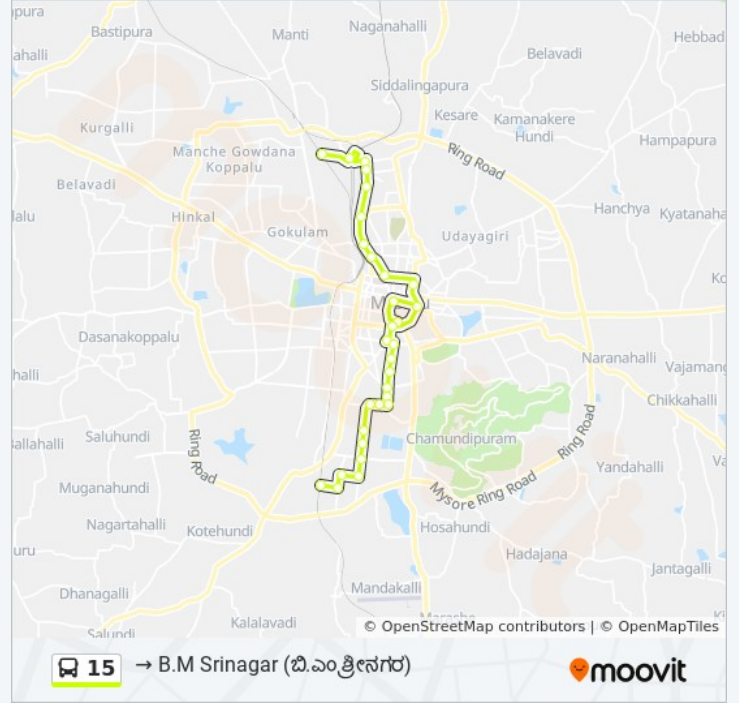 Naganahalli
Bastipura
Manti
Hebbad
Belavadi
ahalli
Siddalingapura
Kesare
Kamanakere
Hundi
Kurgalli
Hampapura
Manche Gowdana
Koppalu
Ring Road
Belavadi
Hanchya
Kyatanaha
lalu
Hinkal
Gokulam
Udayagiri
Dasanakoppalu
Naranahalli
Vajamang
halli
Chikkahalli
Ring Road
Chamundipuram
Saluhundi
allahalli
Ring Road
Yandahalli
Muganahundi
Mysore Ring Road
Nagartahalli
Kotehundi
Hosahundi
uru
Hadajana
Jantagalli
Mandakalli
Dhanagalli
Kalalavadi
Salundi
© OpenStreetMap contributors | © OpenMapTiles
15 → B.M Srinagar (ಬಿ.ಎಂ.ಶ್ರೀನಗರ)
moovit